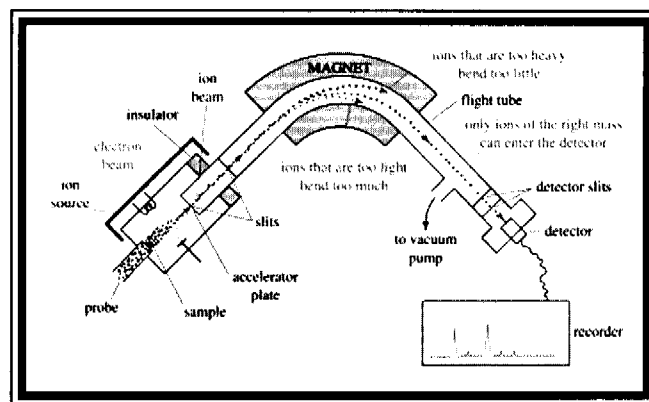 MAGNET
ions that are too heavy
bend too little
flight tube
only ions of the right mass
can enter the detector
ion
beam
insulator
electron
beam
ion
source
ions that are too light
bend too much
detector slits
slits
to vacuum
pump
detector
accelerator
plate
probe
sample
recorder